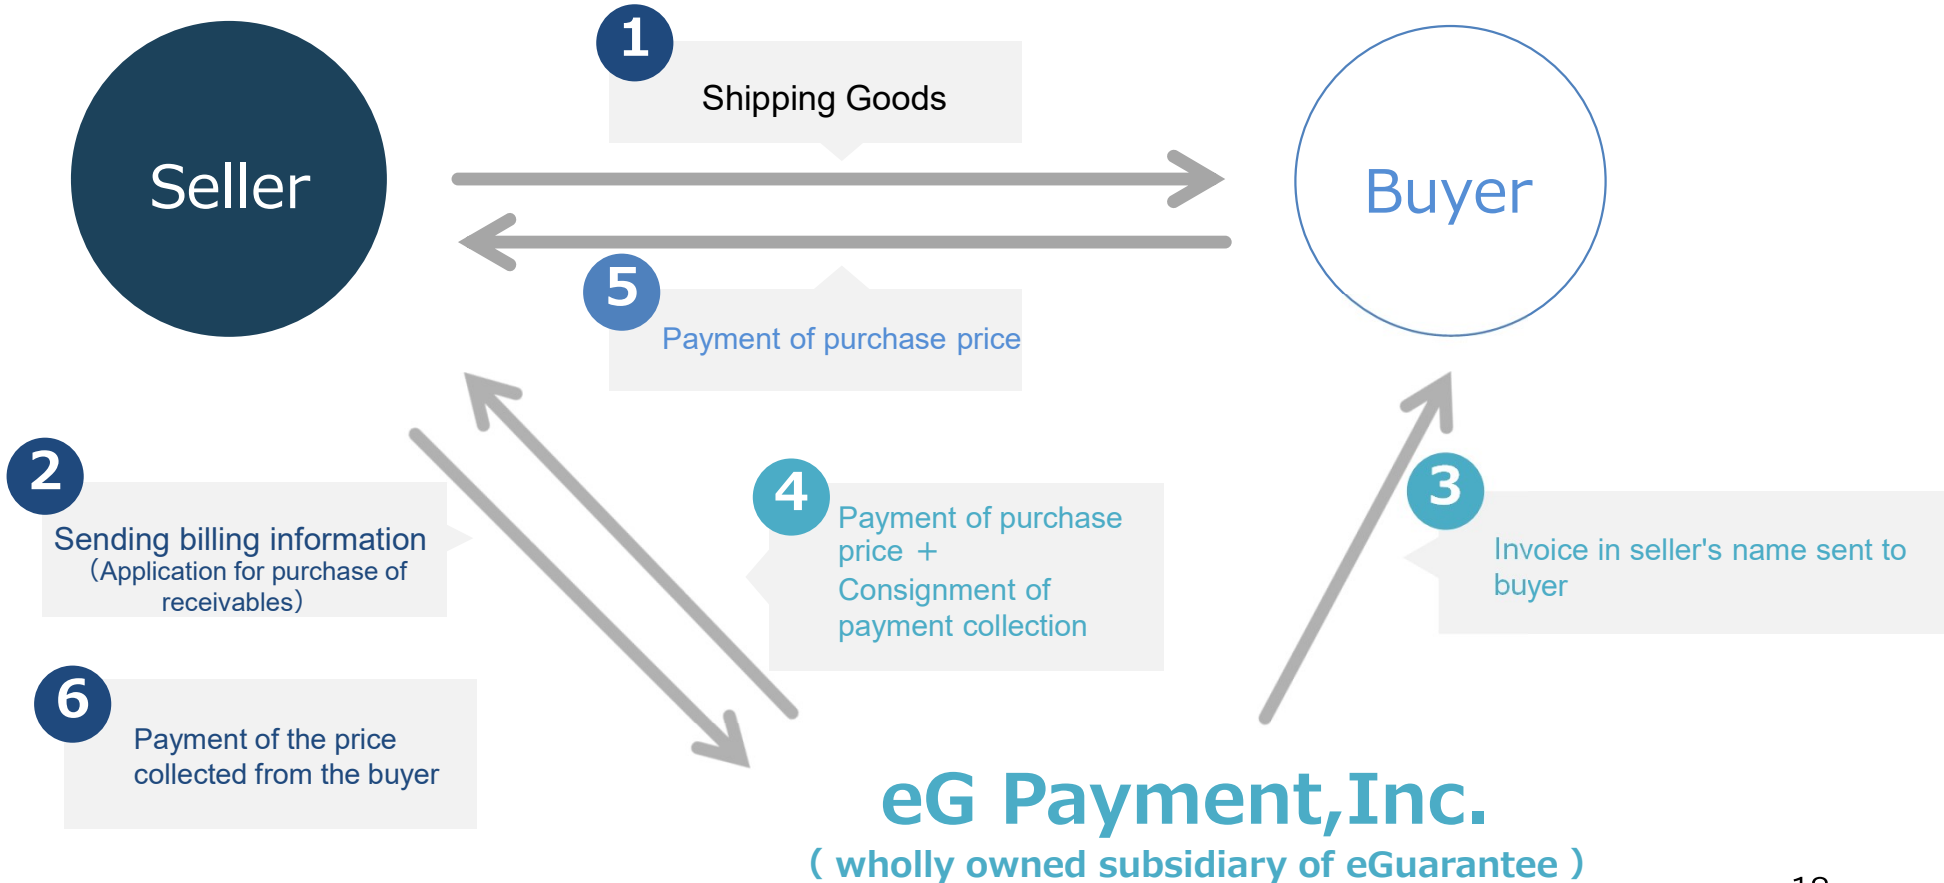 1
Shipping Goods
Seller
Buyer
5
Payment of purchase price
2
Sending billing information
（Application for purchase of
receivables）
4
Payment of purchase
price ＋
Consignment of
payment collection
3
Invoice in seller's name sent to
buyer
6
Payment of the price
collected from the buyer
eG Payment,Inc.
（ wholly owned subsidiary of eGuarantee ）